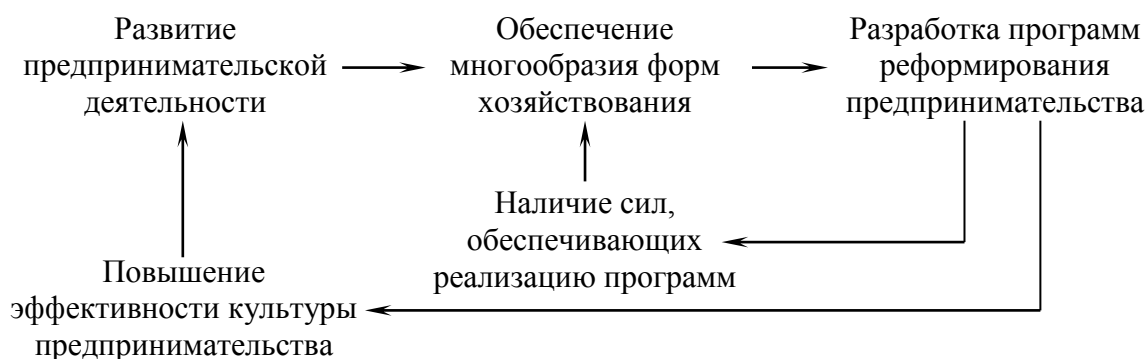 Развитие
предпринимательской
деятельности
Обеспечение
многообразия форм
хозяйствования
Разработка программ
реформирования
предпринимательства
Наличие сил,
обеспечивающих
реализацию программ
Повышение
эффективности культуры
предпринимательства